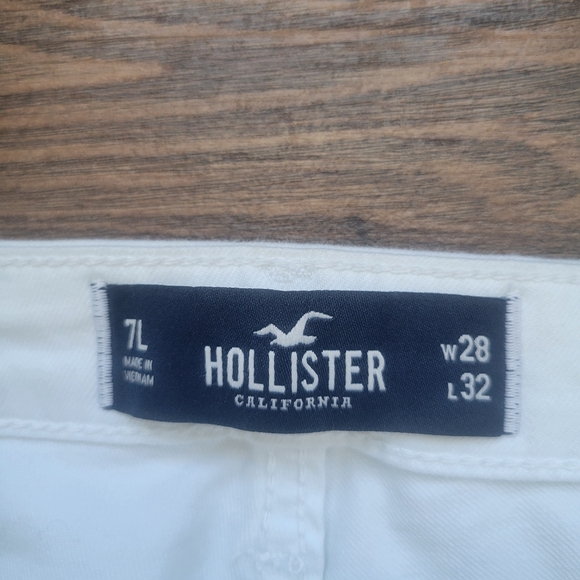 7L
MADE IN
VIETNAM
HOLLISTER
CALIFORNIA
W28
L32